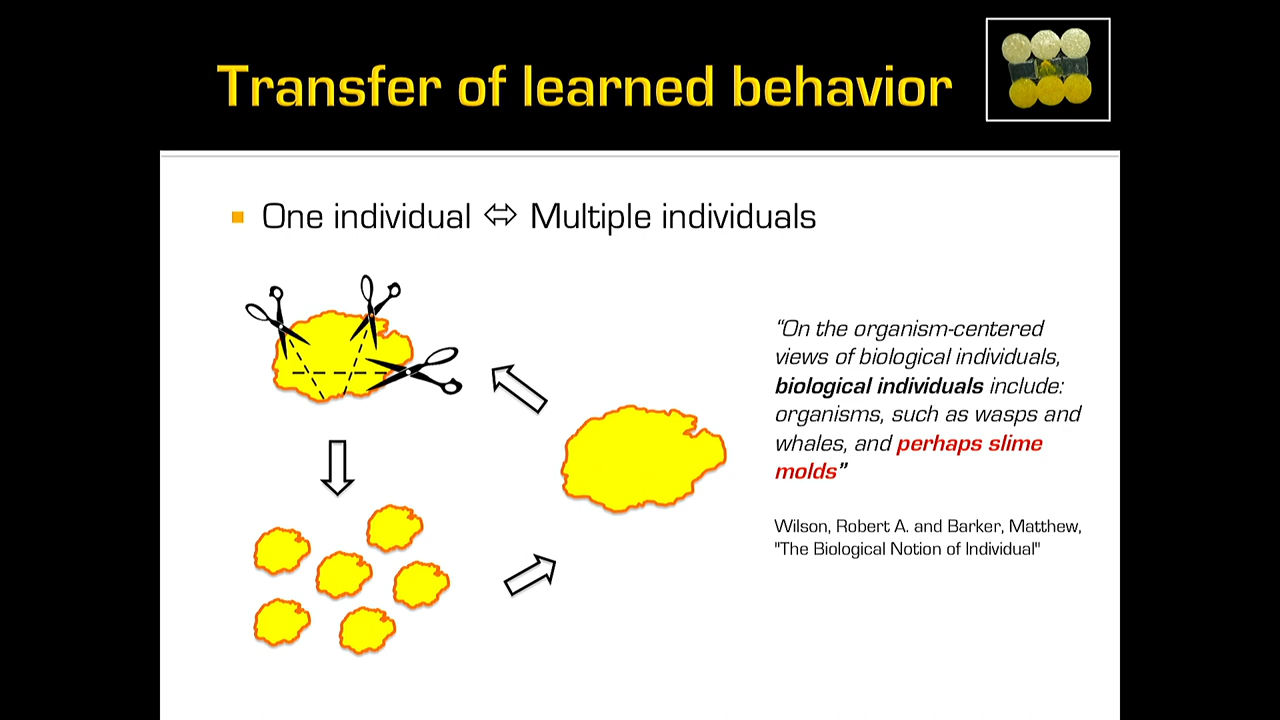 Transfer of learned behavior
One individual ⇔ Multiple individuals
“On the organism-centered
views of biological individuals,
biological individuals include:
organisms, such as wasps and
whales, and perhaps slime
molds”
Wilson, Robert A. and Barker, Matthew,
"The Biological Notion of Individual"